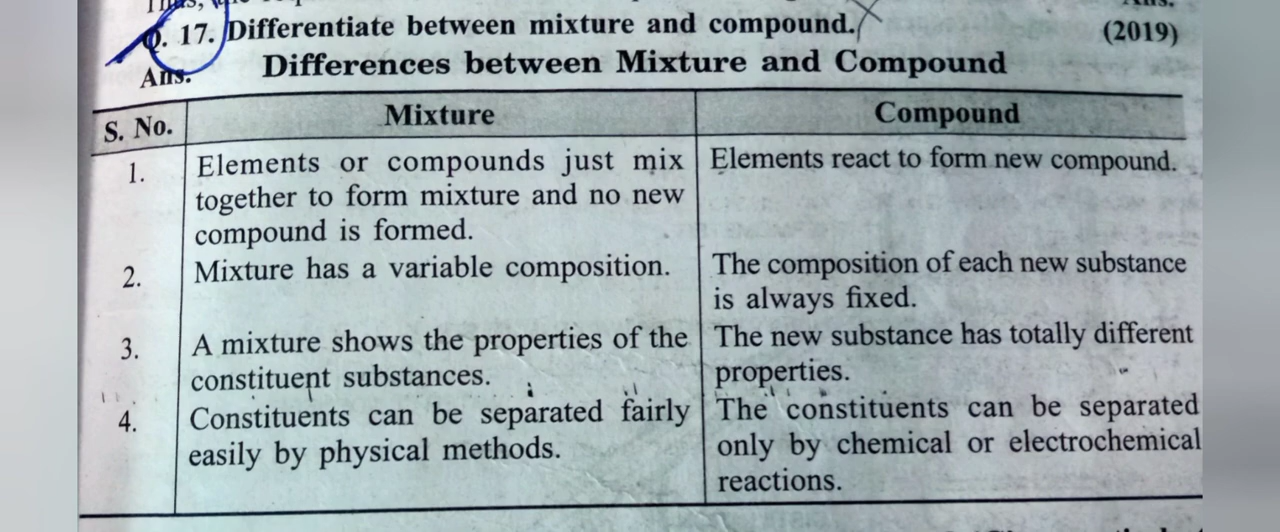 Q. 17. Differentiate between mixture and compound.
(2019)
Ans.
Differences between Mixture and Compound
S. No.
Mixture
Compound
1.
Elements or compounds just mix
together to form mixture and no new
compound is formed.
Elements react to form new compound.
2.
Mixture has a variable composition.
The composition of each new substance
is always fixed.
3.
A mixture shows the properties of the
constituent substances.
The new substance has totally different
properties.
4.
Constituents can be separated fairly
easily by physical methods.
The constituents can be separated
only by chemical or electrochemical
reactions.